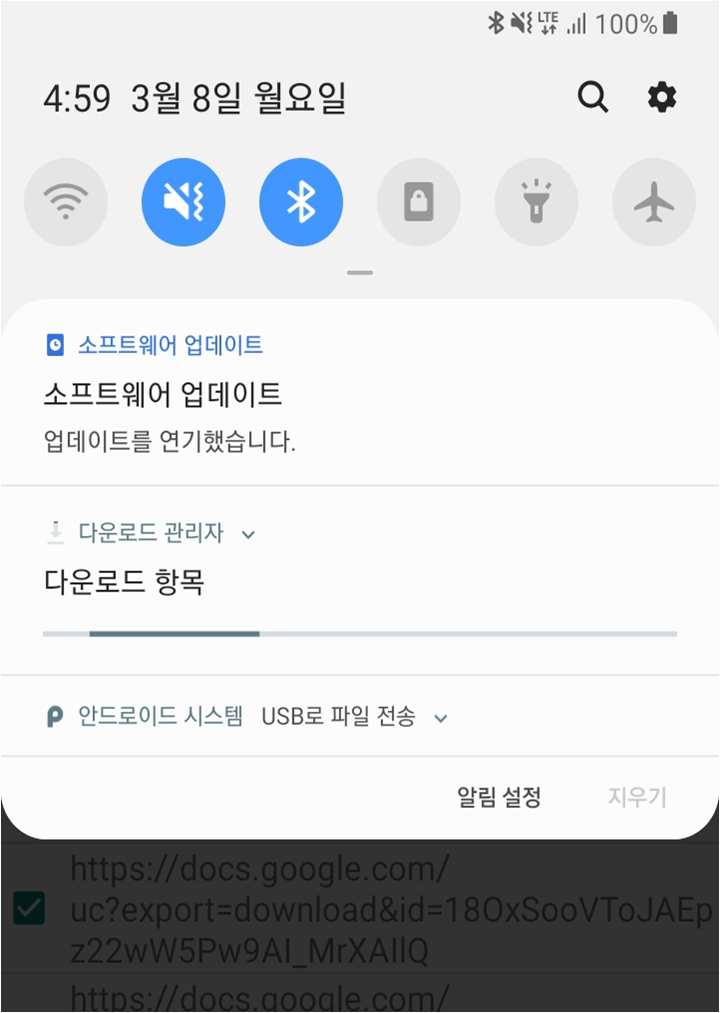 LTE 100%
4:59 3월 8일 월요일
소프트웨어 업데이트
소프트웨어 업데이트
업데이트를 연기했습니다.
다운로드 관리자
다운로드 항목
안드로이드 시스템 USB로 파일 전송
알림 설정 지우기
https://docs.google.com/
uc?export=download&id=18OxSooVToJAEp
z22wW5Pw9AI_MrXAIlQ
https://docs.google.com/